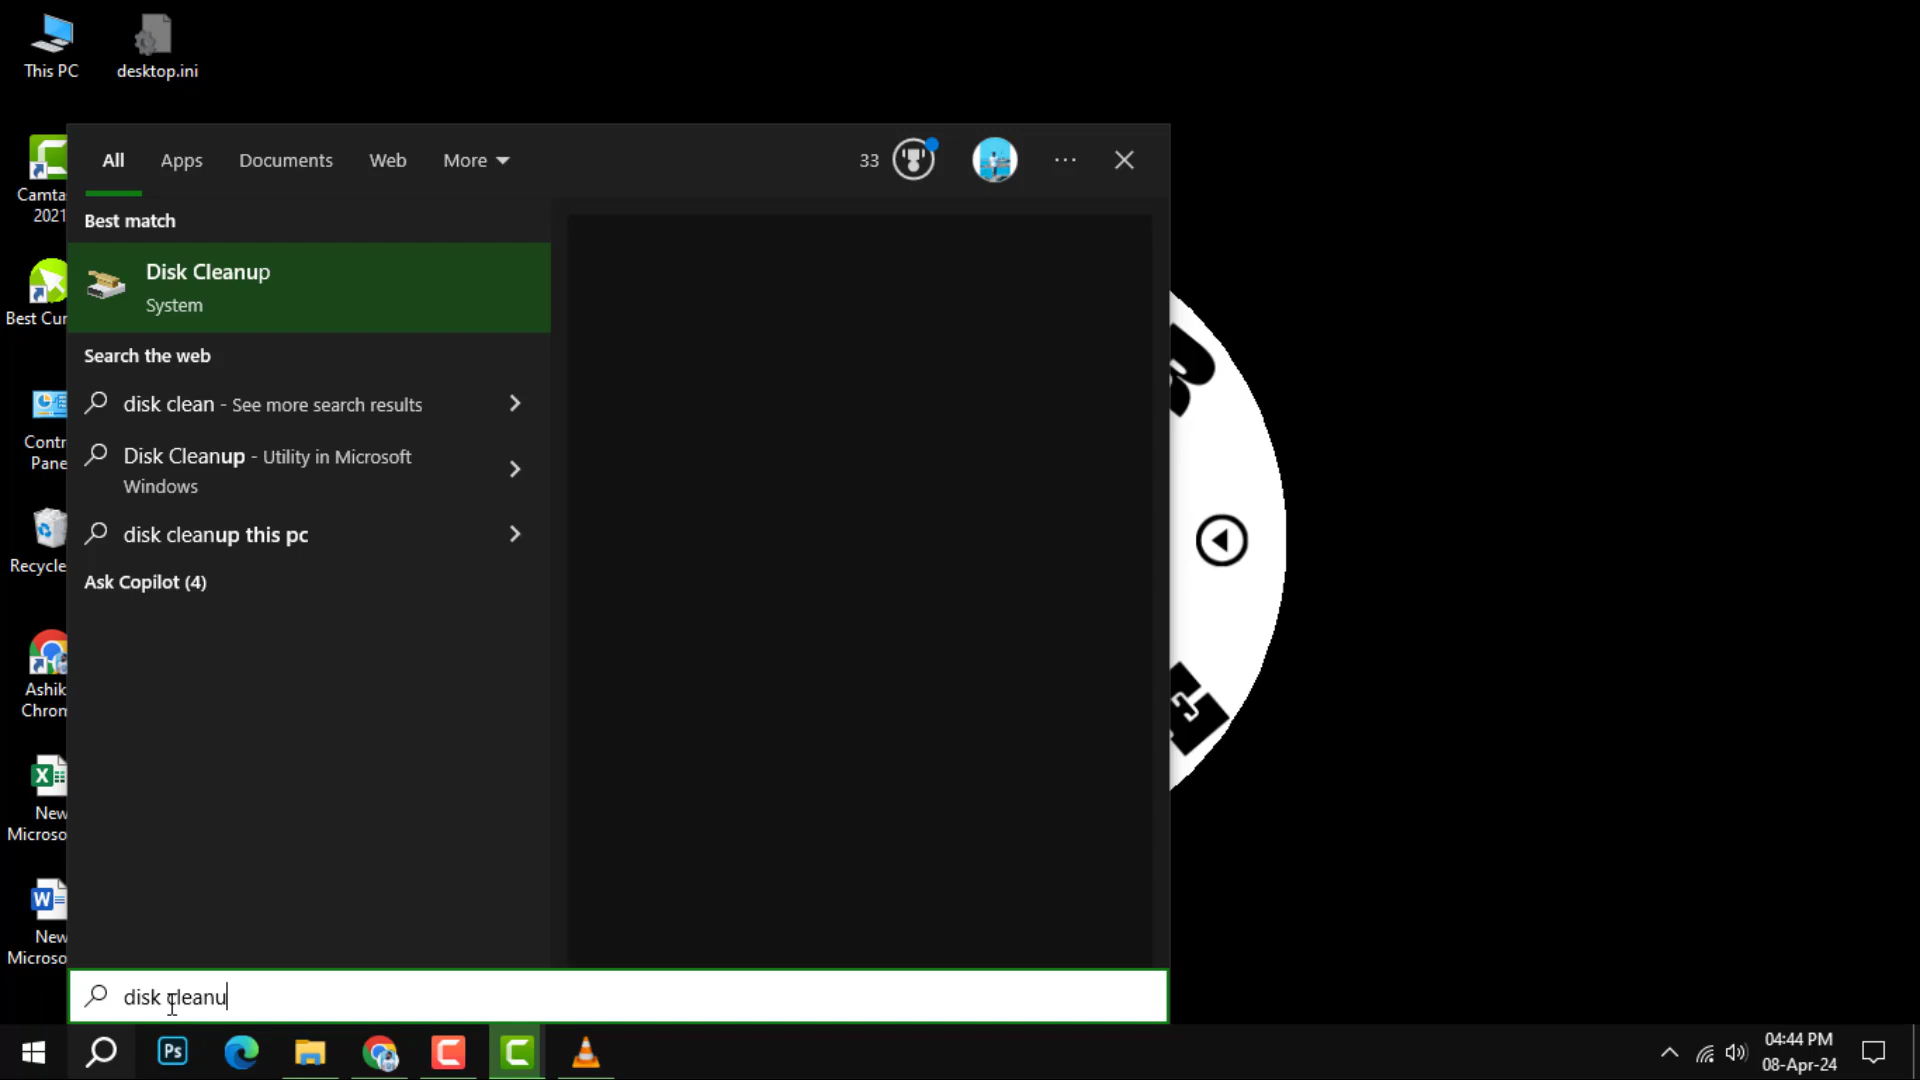 This PC
desktop.ini
Camta
2021
Best Cur
Contr
Pane
Recycle
Ashik
Chrom
New
Microso
New
Microso
All
Apps
Documents
Web
More
33
Best match
Disk Cleanup
System
Search the web
disk clean - See more search results
Disk Cleanup - Utility in Microsoft
Windows
disk cleanup this pc
Ask Copilot (4)
disk cleanu
Ps
04:44 PM
08-Apr-24